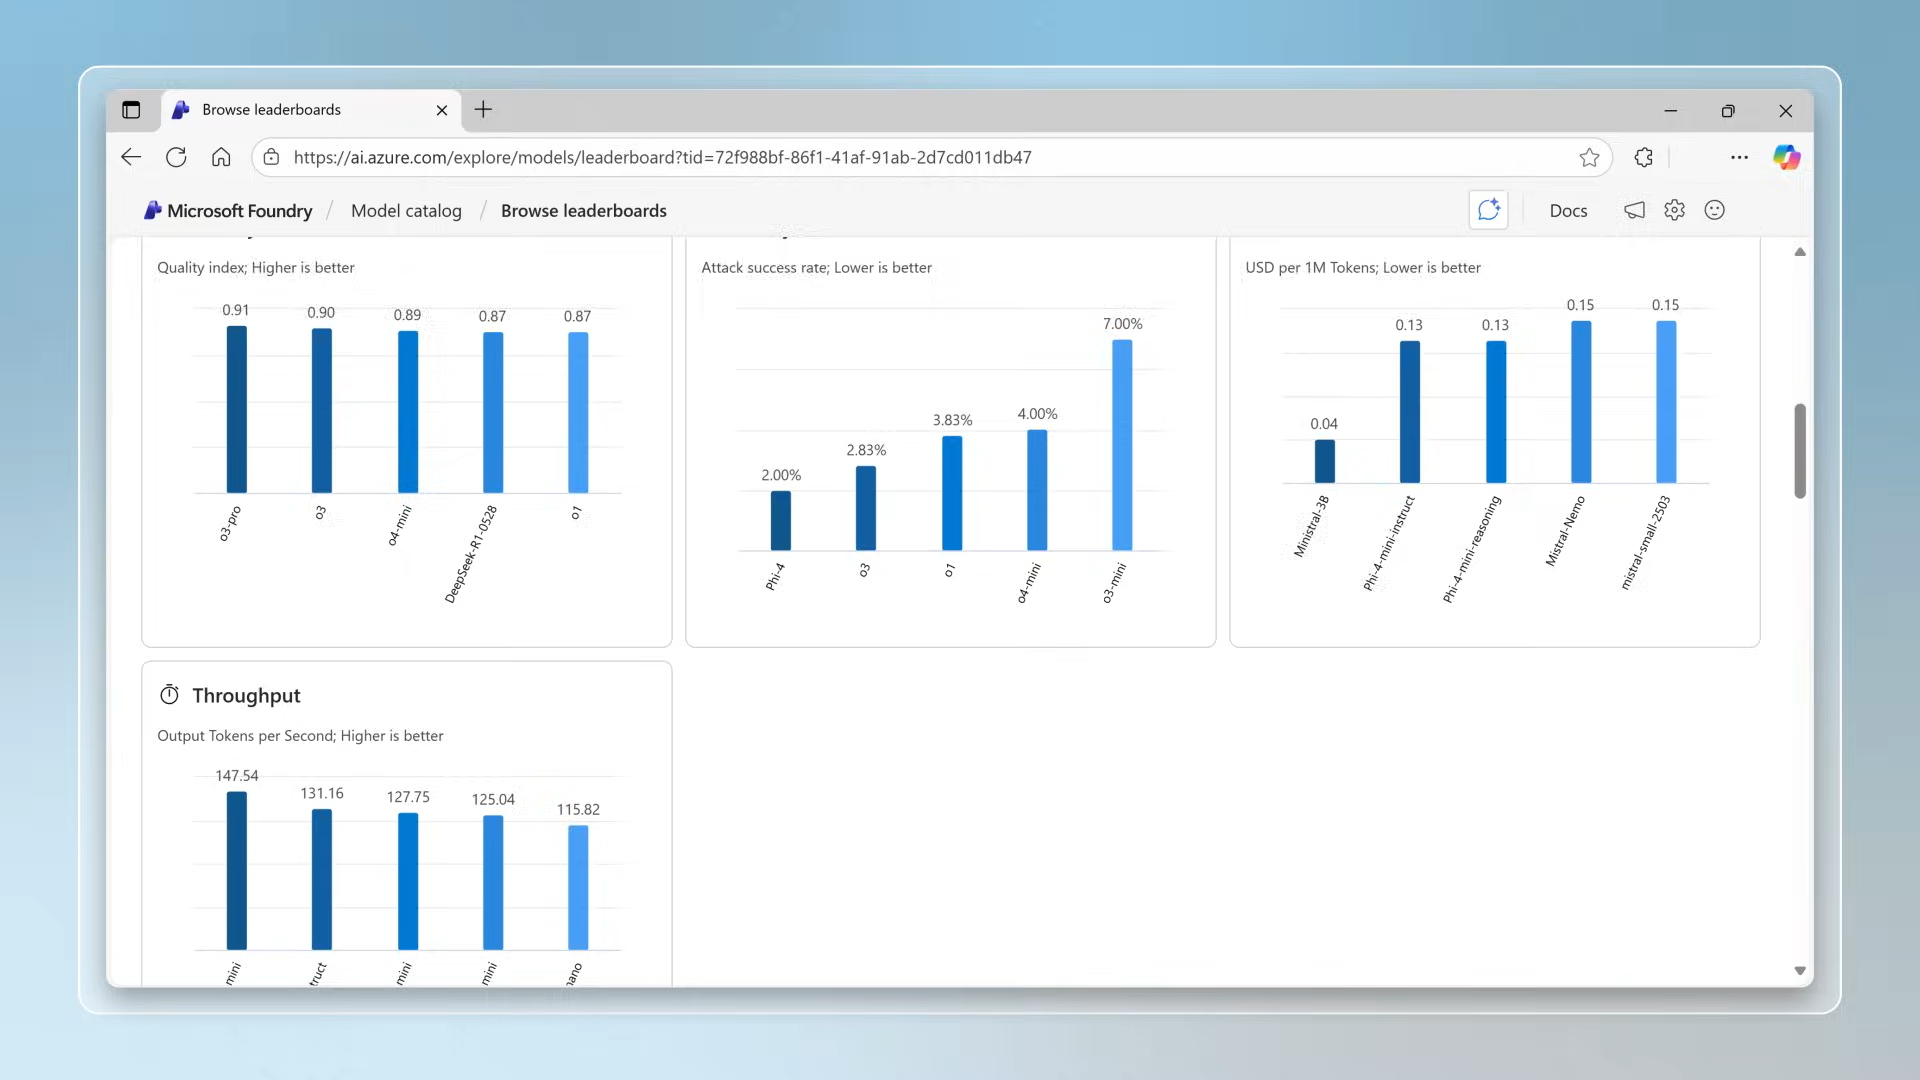 Browse leaderboards
https://ai.azure.com/explore/models/leaderboard?tid=72f988bf-86f1-41af-91ab-2d7cd011db47
Microsoft Foundry / Model catalog / Browse leaderboards
Docs
Quality index; Higher is better
0.91 0.90 0.89 0.87 0.87
o3-pro o3 o4-mini DeepSeek-R1-0528 o1
Attack success rate; Lower is better
2.00% 2.83% 3.83% 4.00% 7.00%
Phi-4 o3 o1 o4-mini o3-mini
USD per 1M Tokens; Lower is better
0.04 0.13 0.13 0.15 0.15
Ministral-3B Phi-4-mini-instruct Phi-4-mini-reasoning Mistral-Nemo mistral-small-2503
Throughput
Output Tokens per Second; Higher is better
147.54 131.16 127.75 125.04 115.82
mini truct mini mini nano